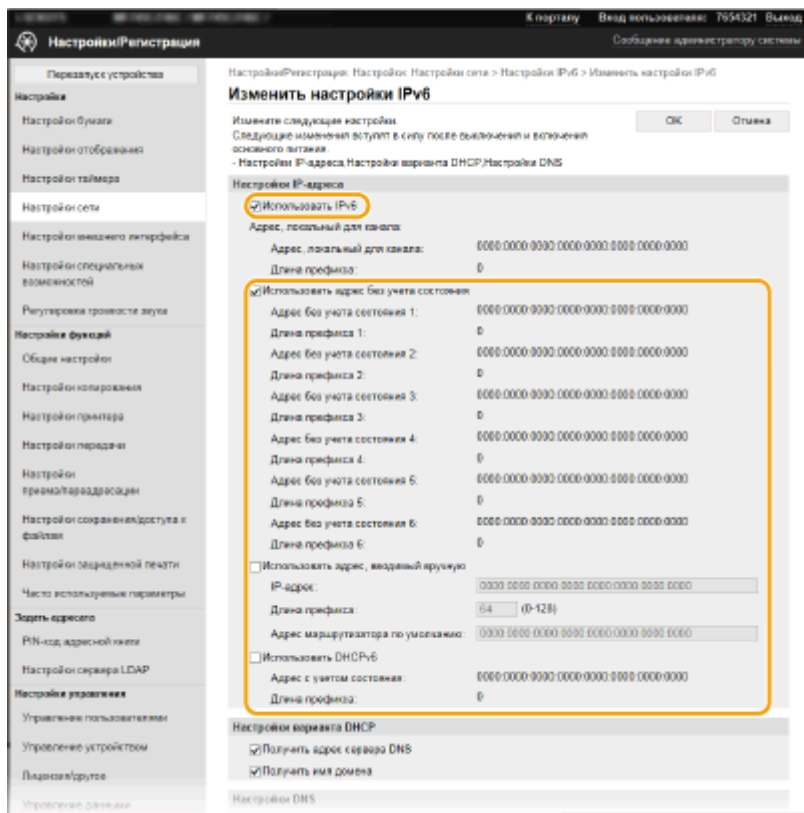 К порталу Вход пользователя: 7654321 Выход
Настройки/Регистрация
Сообщение администратору системы
Перезапуск устройства
Настройки
Настройки бумаги
Настройки отображения
Настройки таймера
Настройки сети
Настройки внешнего интерфейса
Настройки специальных
возможностей
Регулировка громкости звука
Настройки функций
Общие настройки
Настройки копирования
Настройки принтера
Настройки передачи
Настройки
приема/переадресации
Настройки сохранения/доступа к
файлам
Настройки защищенной печати
Часто используемые параметры
Задать адресата
PIN-код адресной книги
Настройки сервера LDAP
Настройки управления
Управление пользователями
Управление устройством
Лицензия/другое
Управление данными
Настройки/Регистрация: Настройки: Настройки сети > Настройки IPv6 > Изменить настройки IPv6
Изменить настройки IPv6
Измените следующие настройки.
Следующие изменения вступят в силу после выключения и включения
основного питания.
- Настройки IP-адреса,Настройки варианта DHCP,Настройки DNS
OK Отмена
Настройки IP-адреса
Использовать IPv6
Адрес, локальный для канала:
Адрес, локальный для канала: 0000:0000:0000:0000:0000:0000:0000:0000
Длина префикса: 0
Использовать адрес без учета состояния
Адрес без учета состояния 1: 0000:0000:0000:0000:0000:0000:0000:0000
Длина префикса 1: 0
Адрес без учета состояния 2: 0000:0000:0000:0000:0000:0000:0000:0000
Длина префикса 2: 0
Адрес без учета состояния 3: 0000:0000:0000:0000:0000:0000:0000:0000
Длина префикса 3: 0
Адрес без учета состояния 4: 0000:0000:0000:0000:0000:0000:0000:0000
Длина префикса 4: 0
Адрес без учета состояния 5: 0000:0000:0000:0000:0000:0000:0000:0000
Длина префикса 5: 0
Адрес без учета состояния 6: 0000:0000:0000:0000:0000:0000:0000:0000
Длина префикса 6: 0
Использовать адрес, вводимый вручную
IP-адрес: 0000:0000:0000:0000:0000:0000:0000:0000
Длина префикса: 64 (0-128)
Адрес маршрутизатора по умолчанию: 0000:0000:0000:0000:0000:0000:0000:0000
Использовать DHCPv6
Адрес с учетом состояния: 0000:0000:0000:0000:0000:0000:0000:0000
Длина префикса: 0
Настройки варианта DHCP
Получить адрес сервера DNS
Получить имя домена
Настройки DNS